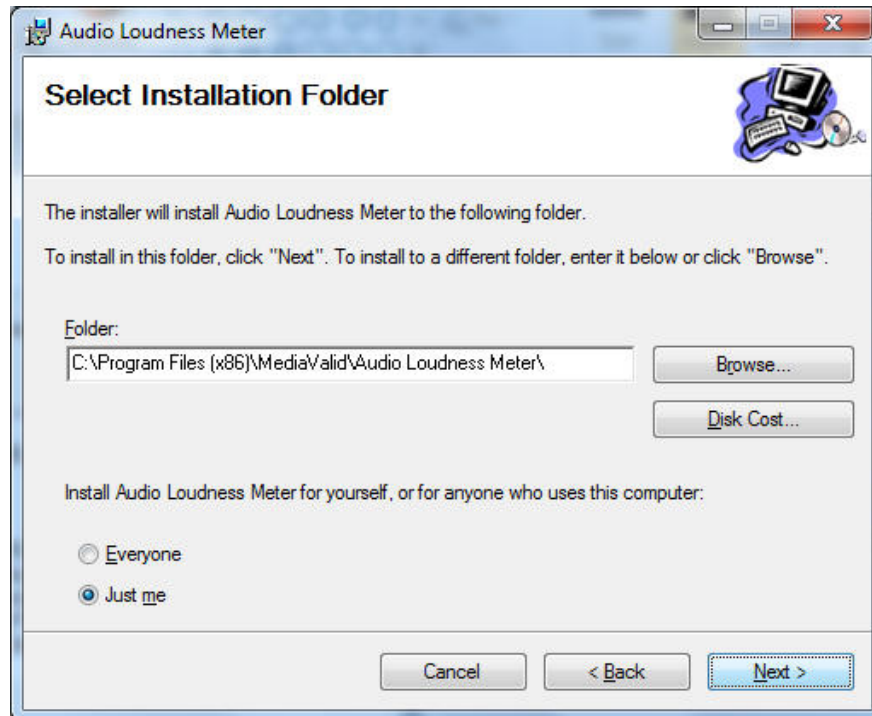 Audio Loudness Meter
Select Installation Folder
The installer will install Audio Loudness Meter to the following folder.
To install in this folder, click "Next". To install to a different folder, enter it below or click "Browse".
Folder:
C:\Program Files (x86)\MediaValid\Audio Loudness Meter\
Browse...
Disk Cost...
Install Audio Loudness Meter for yourself, or for anyone who uses this computer:
Everyone
Just me
Cancel < Back Next >